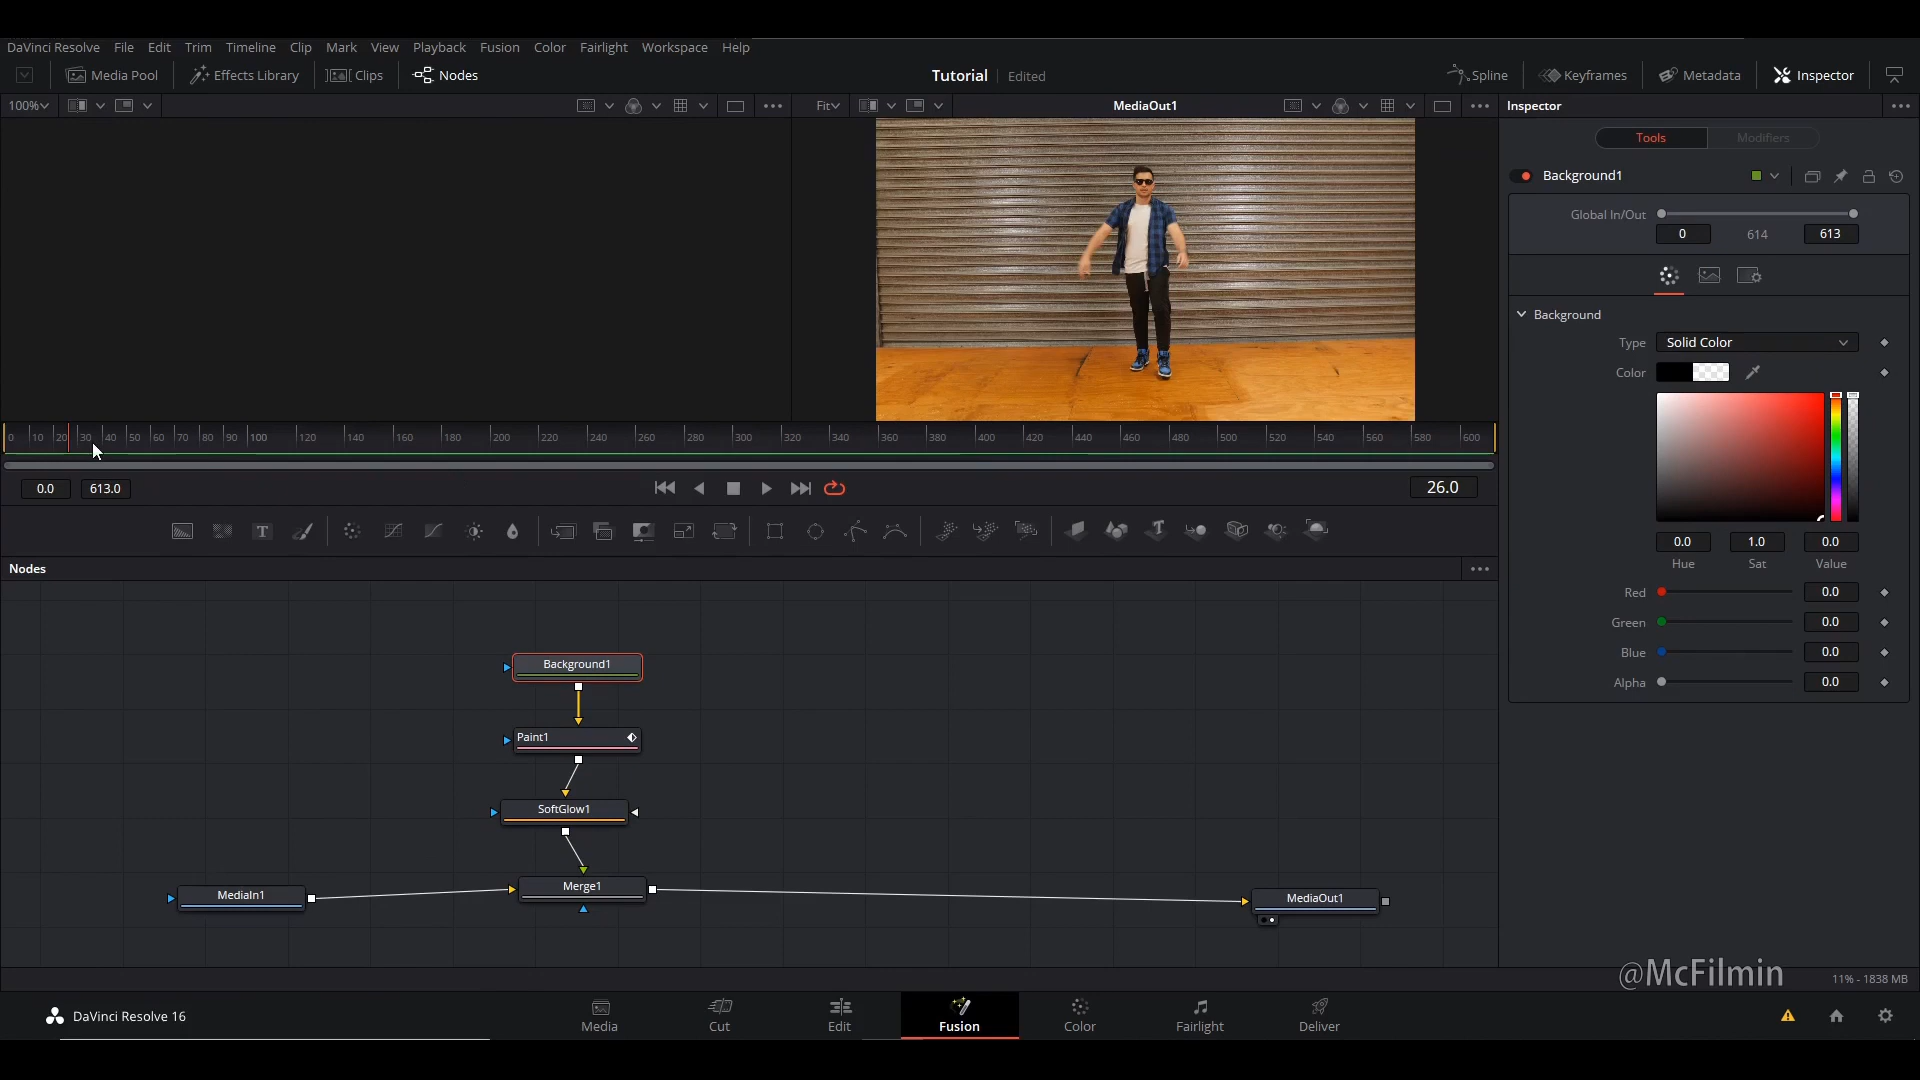 DaVinci Resolve File Edit Trim Timeline Clip Mark View Playback Fusion Color Fairlight Workspace Help
Media Pool Effects Library Clips Nodes Tutorial Edited Spline Keyframes Metadata Inspector
100% Fit MediaOut1 Inspector
Tools Modifiers
Background1
Global In/Out
0 614 613
Background
Type Solid Color
Color
0 10 20 30 40 50 60 70 80 90 100 120 140 160 180 200 220 240 260 280 300 320 340 360 380 400 420 440 460 480 500 520 540 560 580 600
0.0 613.0 26.0
0.0 1.0 0.0
Hue Sat Value
Red 0.0
Green 0.0
Blue 0.0
Alpha 0.0
Nodes
Background1
Paint1
SoftGlow1
Merge1
MediaIn1
MediaOut1
@McFilmin
11% - 1838 MB
DaVinci Resolve 16
Media Cut Edit Fusion Color Fairlight Deliver